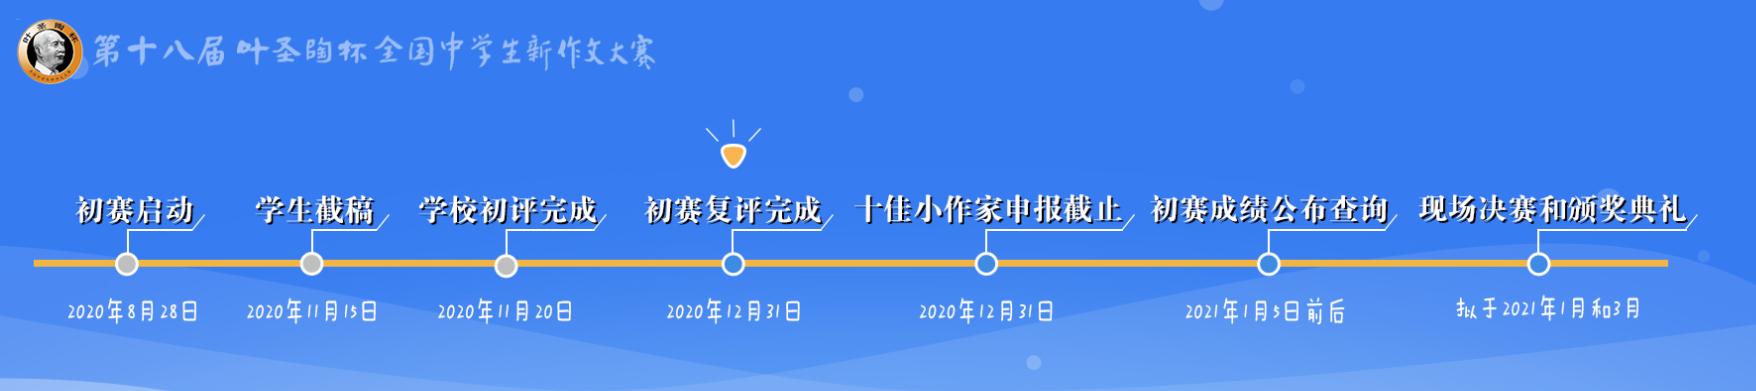 第十八届叶圣陶杯全国中学生新作文大赛
初赛启动 学生截稿 学校初评完成 初赛复评完成 十佳小作家申报截止 初赛成绩公布查询 现场决赛和颁奖典礼
2020年8月28日 2020年11月15日 2020年11月20日 2020年12月31日 2020年12月31日 2021年1月5日前后 拟于2021年1月和3月